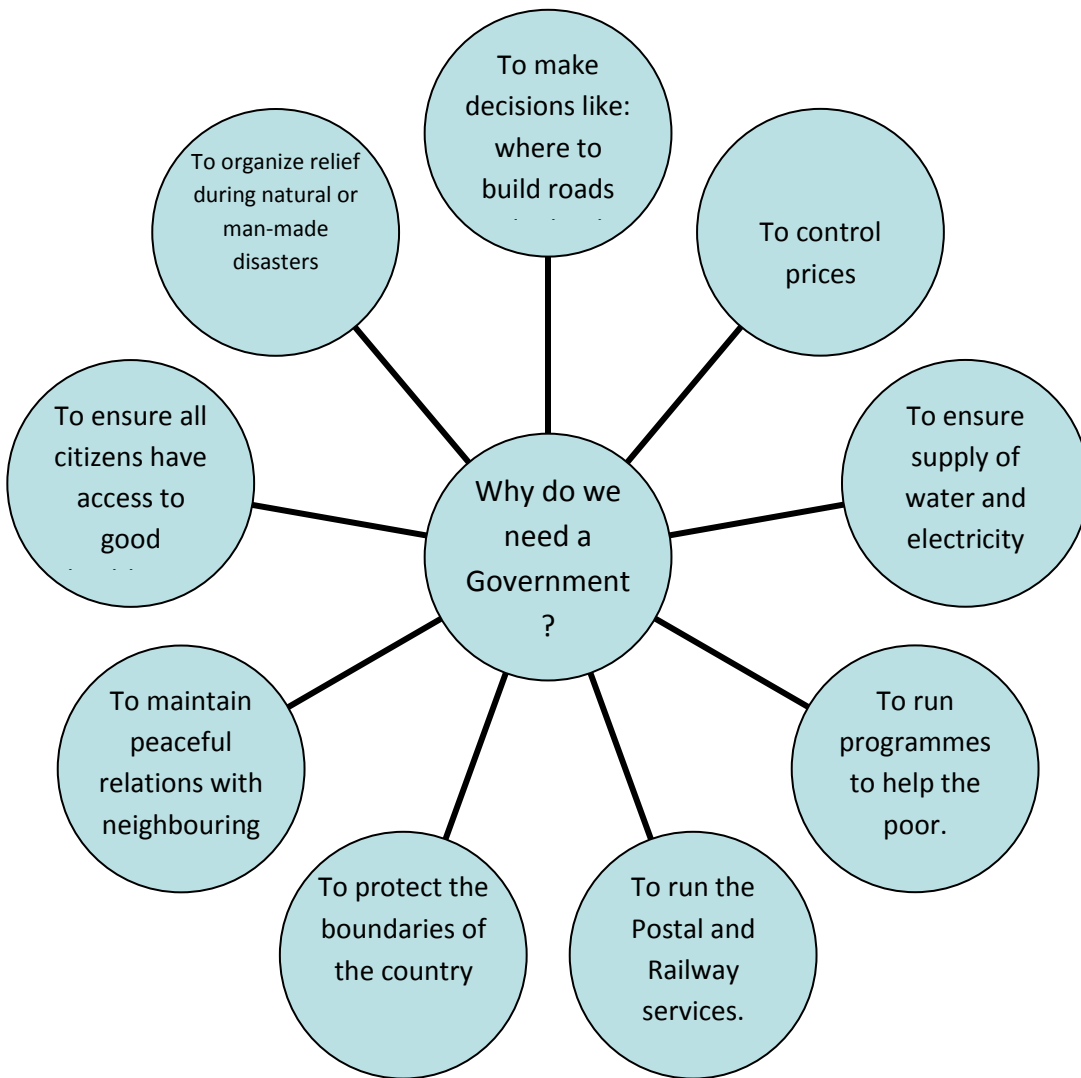 Why do we
need a
Government
?
To make
decisions like:
where to
build roads
To control
prices
To ensure
supply of
water and
electricity
To run
programmes
to help the
poor.
To run the
Postal and
Railway
services.
To protect the
boundaries of
the country
To maintain
peaceful
relations with
neighbouring
To ensure all
citizens have
access to
good
To organize relief
during natural or
man-made
disasters